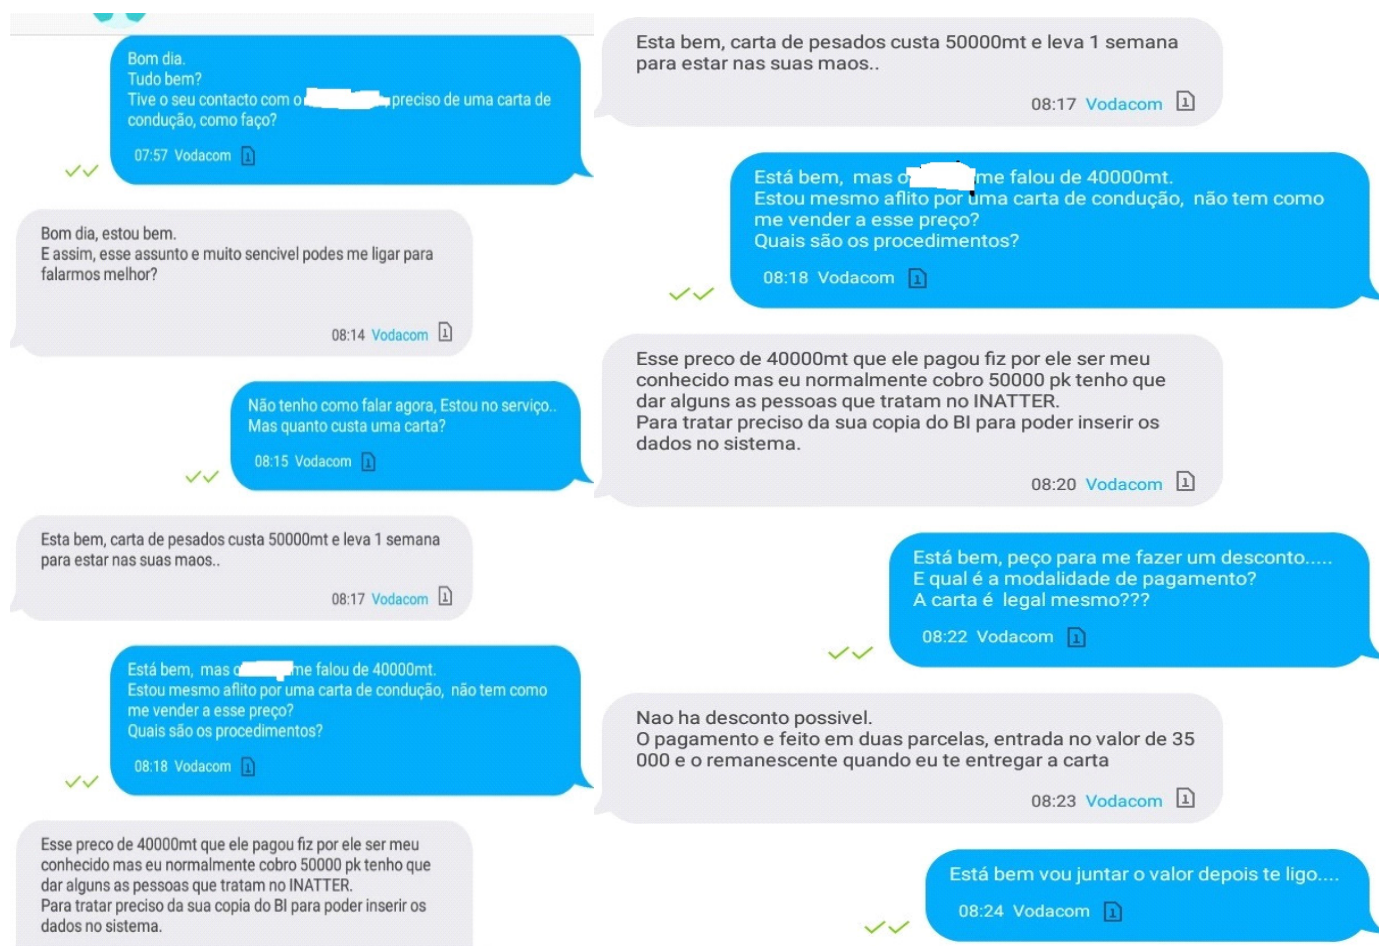 Bom dia.
Tudo bem?
Tive o seu contacto com o preciso de uma carta de
condução, como faço?
07:57 Vodacom 1
Bom dia, estou bem.
E assim, esse assunto e muito sencivel podes me ligar para
falarmos melhor?
08:14 Vodacom 1
Não tenho como falar agora, Estou no serviço..
Mas quanto custa uma carta?
08:15 Vodacom 1
Esta bem, carta de pesados custa 50000mt e leva 1 semana
para estar nas suas maos..
08:17 Vodacom 1
Está bem, mas o me falou de 40000mt.
Estou mesmo aflito por uma carta de condução, não tem como
me vender a esse preço?
Quais são os procedimentos?
08:18 Vodacom 1
Esse preco de 40000mt que ele pagou fiz por ele ser meu
conhecido mas eu normalmente cobro 50000 pk tenho que
dar alguns as pessoas que tratam no INATTER.
Para tratar preciso da sua copia do BI para poder inserir os
dados no sistema.
Esta bem, carta de pesados custa 50000mt e leva 1 semana
para estar nas suas maos..
08:17 Vodacom 1
Está bem, mas o me falou de 40000mt.
Estou mesmo aflito por uma carta de condução, não tem como
me vender a esse preço?
Quais são os procedimentos?
08:18 Vodacom 1
Esse preco de 40000mt que ele pagou fiz por ele ser meu
conhecido mas eu normalmente cobro 50000 pk tenho que
dar alguns as pessoas que tratam no INATTER.
Para tratar preciso da sua copia do BI para poder inserir os
dados no sistema.
08:20 Vodacom 1
Está bem, peço para me fazer um desconto.....
E qual é a modalidade de pagamento?
A carta é legal mesmo???
08:22 Vodacom 1
Nao ha desconto possivel.
O pagamento e feito em duas parcelas, entrada no valor de 35
000 e o remanescente quando eu te entregar a carta
08:23 Vodacom 1
Está bem vou juntar o valor depois te ligo....
08:24 Vodacom 1